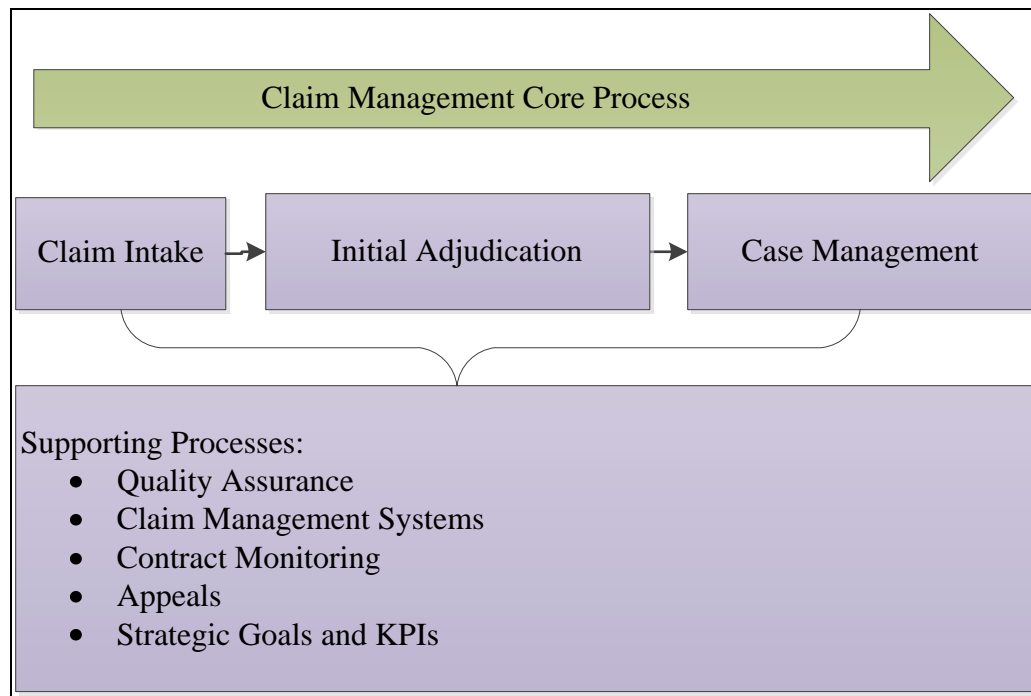 Claim Management Core Process
Claim Intake
Initial Adjudication
Case Management
Supporting Processes:
• Quality Assurance
• Claim Management Systems
• Contract Monitoring
• Appeals
• Strategic Goals and KPIs